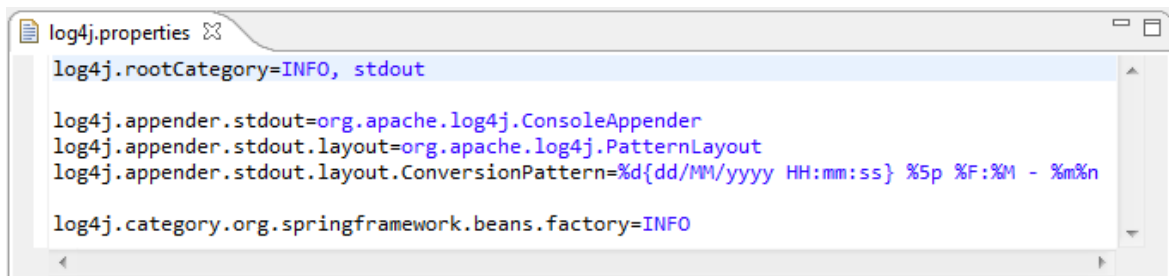 log4j.properties
log4j.rootCategory=INFO, stdout
log4j.appender.stdout=org.apache.log4j.ConsoleAppender
log4j.appender.stdout.layout=org.apache.log4j.PatternLayout
log4j.appender.stdout.layout.ConversionPattern=%d{dd/MM/yyyy HH:mm:ss} %5p %F:%M - %m%n
log4j.category.org.springframework.beans.factory=INFO